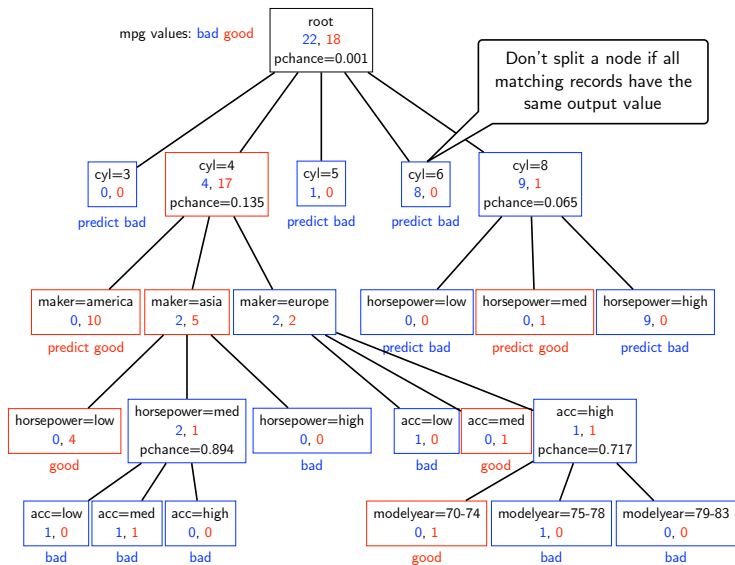 mpg values: bad good
root
22, 18
pchance=0.001
Don't split a node if all
matching records have the
same output value
cyl=3
0, 0
predict bad
cyl=4
4, 17
pchance=0.135
cyl=5
1, 0
predict bad
cyl=6
8, 0
predict bad
cyl=8
9, 1
pchance=0.065
maker=america
0, 10
predict good
maker=asia
2, 5
maker=europe
2, 2
horsepower=low
0, 0
predict bad
horsepower=med
0, 1
predict good
horsepower=high
9, 0
predict bad
horsepower=low
0, 4
good
horsepower=med
2, 1
pchance=0.894
horsepower=high
0, 0
bad
acc=low
1, 0
bad
acc=med
0, 1
good
acc=high
1, 1
pchance=0.717
acc=low
1, 0
bad
acc=med
1, 1
bad
acc=high
0, 0
bad
modelyear=70-74
0, 1
good
modelyear=75-78
1, 0
bad
modelyear=79-83
0, 0
bad